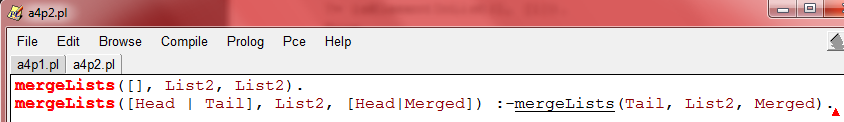 a4p2.pl
File Edit Browse Compile Prolog Pce Help
a4p1.pl a4p2.pl
mergeLists([], List2, List2).
mergeLists([Head | Tail], List2, [Head|Merged]) :-mergeLists(Tail, List2, Merged).